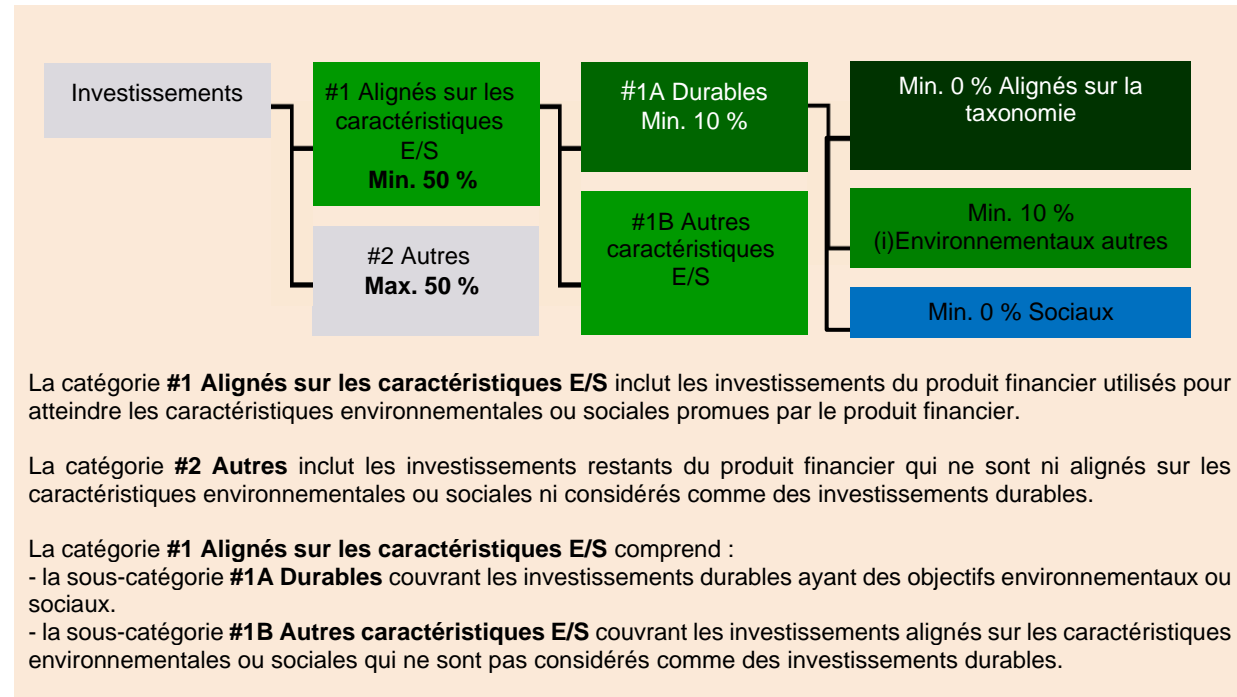 Investissements
#1 Alignés sur les
caractéristiques
E/S
Min. 50 %
#2 Autres
Max. 50 %
#1A Durables
Min. 10 %
#1B Autres
caractéristiques
E/S
Min. 0 % Alignés sur la
taxonomie
Min. 10 %
(i)Environnementaux autres
Min. 0 % Sociaux
La catégorie #1 Alignés sur les caractéristiques E/S inclut les investissements du produit financier utilisés pour
atteindre les caractéristiques environnementales ou sociales promues par le produit financier.
La catégorie #2 Autres inclut les investissements restants du produit financier qui ne sont ni alignés sur les
caractéristiques environnementales ou sociales ni considérés comme des investissements durables.
La catégorie #1 Alignés sur les caractéristiques E/S comprend :
- la sous-catégorie #1A Durables couvrant les investissements durables ayant des objectifs environnementaux ou
sociaux.
- la sous-catégorie #1B Autres caractéristiques E/S couvrant les investissements alignés sur les caractéristiques
environnementales ou sociales qui ne sont pas considérés comme des investissements durables.